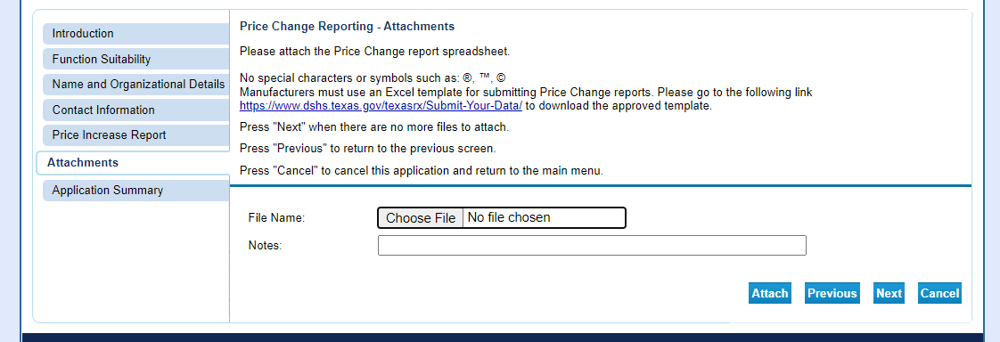 Introduction
Function Suitability
Name and Organizational Details
Contact Information
Price Increase Report
Attachments
Application Summary
Price Change Reporting - Attachments
Please attach the Price Change report spreadsheet.
No special characters or symbols such as: ®, ™, ©
Manufacturers must use an Excel template for submitting Price Change reports. Please go to the following link
https://www.dshs.texas.gov/texasrx/Submit-Your-Data/ to download the approved template.
Press "Next" when there are no more files to attach.
Press "Previous" to return to the previous screen.
Press "Cancel" to cancel this application and return to the main menu.
File Name: Choose File No file chosen
Notes:
Attach Previous Next Cancel